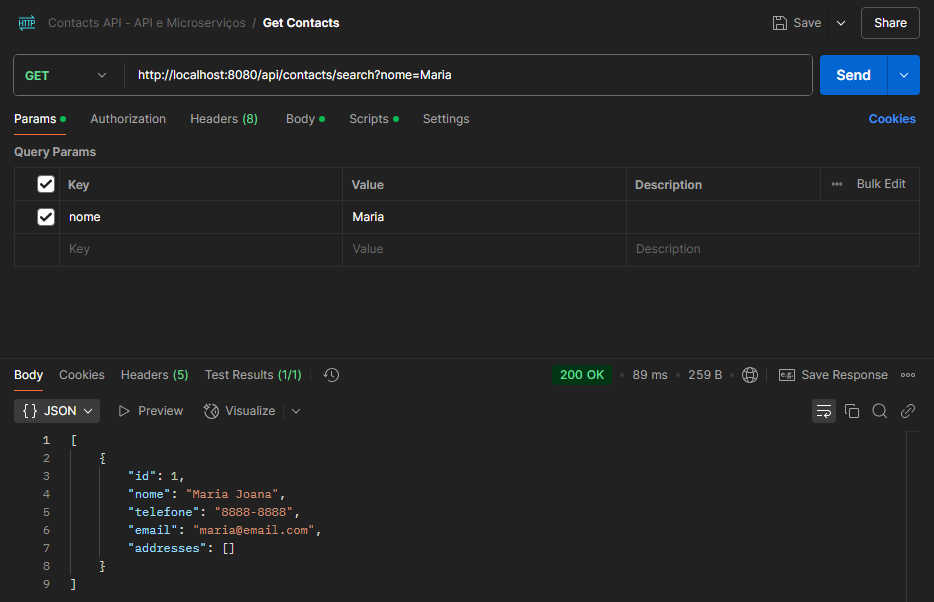 HTTP Contacts API - API e Microserviços / Get Contacts Save Share
GET http://localhost:8080/api/contacts/search?nome=Maria Send
Params Authorization Headers (8) Body Scripts Settings Cookies
Query Params
Key Value Description Bulk Edit
nome Maria
Key Value Description
Body Cookies Headers (5) Test Results (1/1) 200 OK 89 ms 259 B e.g. Save Response
{} JSON Preview Visualize
1 [
2 {
3 "id": 1,
4 "nome": "Maria Joana",
5 "telefone": "8888-8888",
6 "email": "maria@email.com",
7 "addresses": []
8 }
9 ]